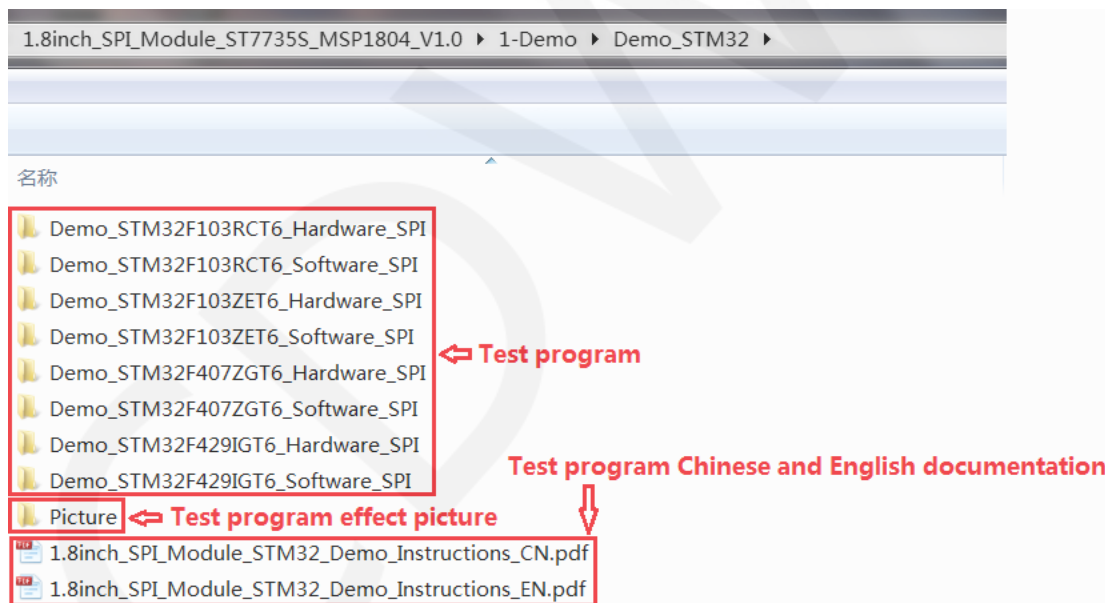 1.8inch_SPI_Module_ST7735S_MSP1804_V1.0 ▸ 1-Demo ▸ Demo_STM32 ▸
名称
Demo_STM32F103RCT6_Hardware_SPI
Demo_STM32F103RCT6_Software_SPI
Demo_STM32F103ZET6_Hardware_SPI
Demo_STM32F103ZET6_Software_SPI
Test program
Demo_STM32F407ZGT6_Hardware_SPI
Demo_STM32F407ZGT6_Software_SPI
Demo_STM32F429IGT6_Hardware_SPI
Test program Chinese and English documentation
Demo_STM32F429IGT6_Software_SPI
Picture Test program effect picture
1.8inch_SPI_Module_STM32_Demo_Instructions_CN.pdf
1.8inch_SPI_Module_STM32_Demo_Instructions_EN.pdf